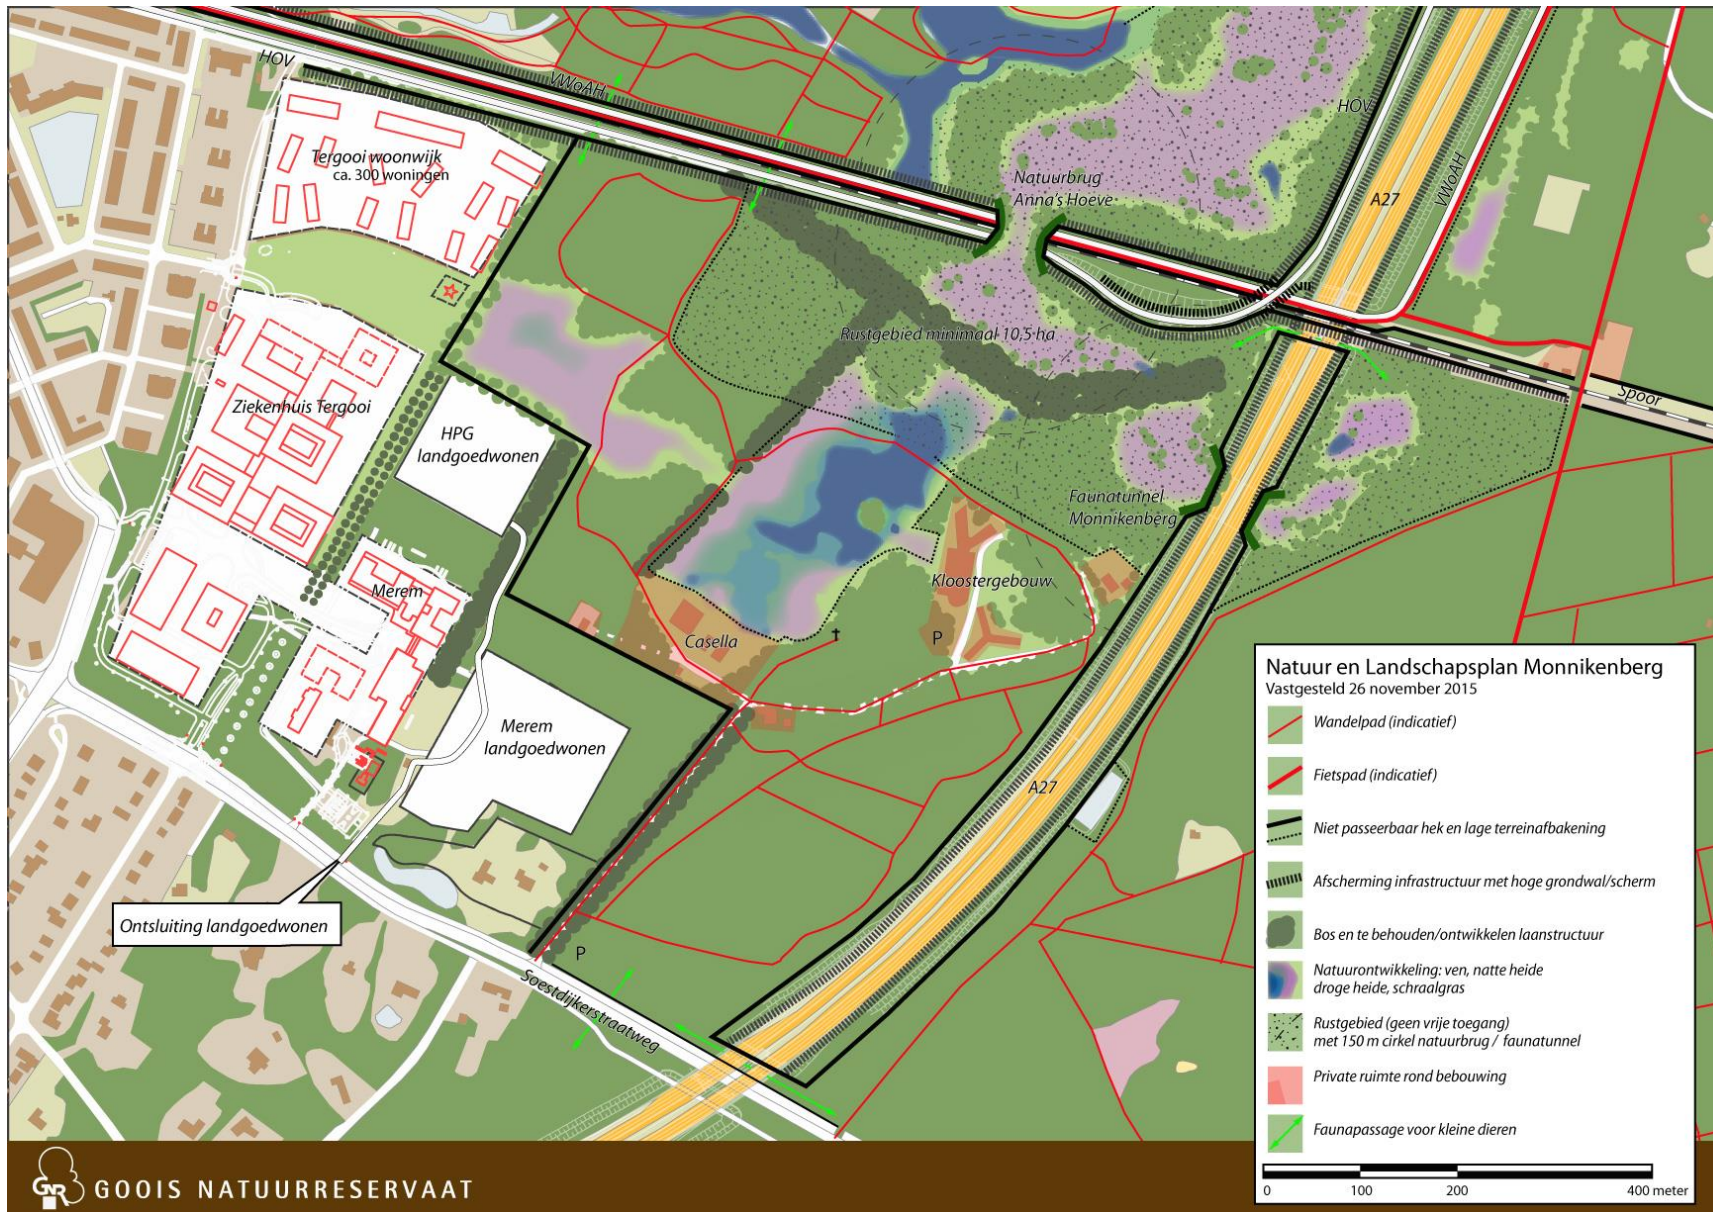 HOV
VWoAH
Tergooi woonwijk
ca. 300 woningen
Natuurbrug
Anna's Hoeve
HOV
A27
VWoAH
Rustgebied minimaal 10,5 ha
Spoor
Ziekenhuis Tergooi
HPG
landgoedwonen
Faunatunnel
Monnikenberg
Merem
Kloostergebouw
Casella
P
Merem
landgoedwonen
A27
Ontsluiting landgoedwonen
P
Soestdijkerstraatweg
Natuur en Landschapsplan Monnikenberg
Vastgesteld 26 november 2015
Wandelpad (indicatief)
Fietspad (indicatief)
Niet passeerbaar hek en lage terreinafbakening
Afscherming infrastructuur met hoge grondwal/scherm
Bos en te behouden/ontwikkelen laanstructuur
Natuurontwikkeling: ven, natte heide
droge heide, schraalgras
Rustgebied (geen vrije toegang)
met 150 m cirkel natuurbrug / faunatunnel
Private ruimte rond bebouwing
Faunapassage voor kleine dieren
0 100 200 400 meter
GNR GOOIS NATUURRESERVAAT